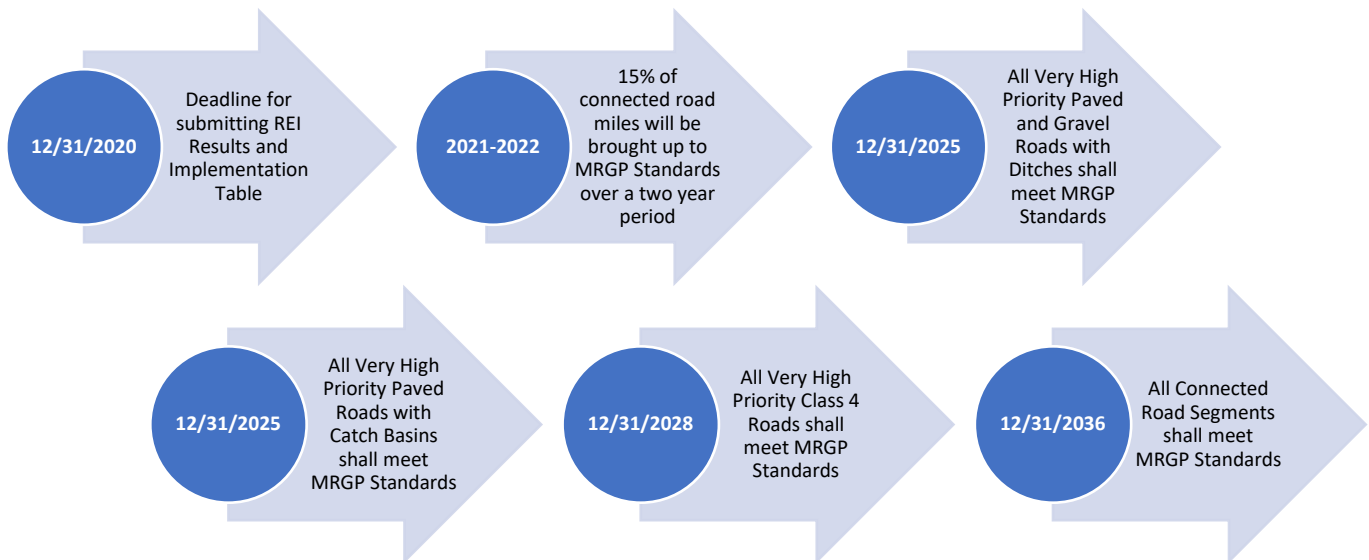 12/31/2020
Deadline for
submitting REI
Results and
Implementation
Table
2021-2022
15% of
connected road
miles will be
brought up to
MRGP Standards
over a two year
period
12/31/2025
All Very High
Priority Paved
and Gravel
Roads with
Ditches shall
meet MRGP
Standards
12/31/2025
All Very High
Priority Paved
Roads with
Catch Basins
shall meet
MRGP Standards
12/31/2028
All Very High
Priority Class 4
Roads shall
meet MRGP
Standards
12/31/2036
All Connected
Road Segments
shall meet
MRGP Standards